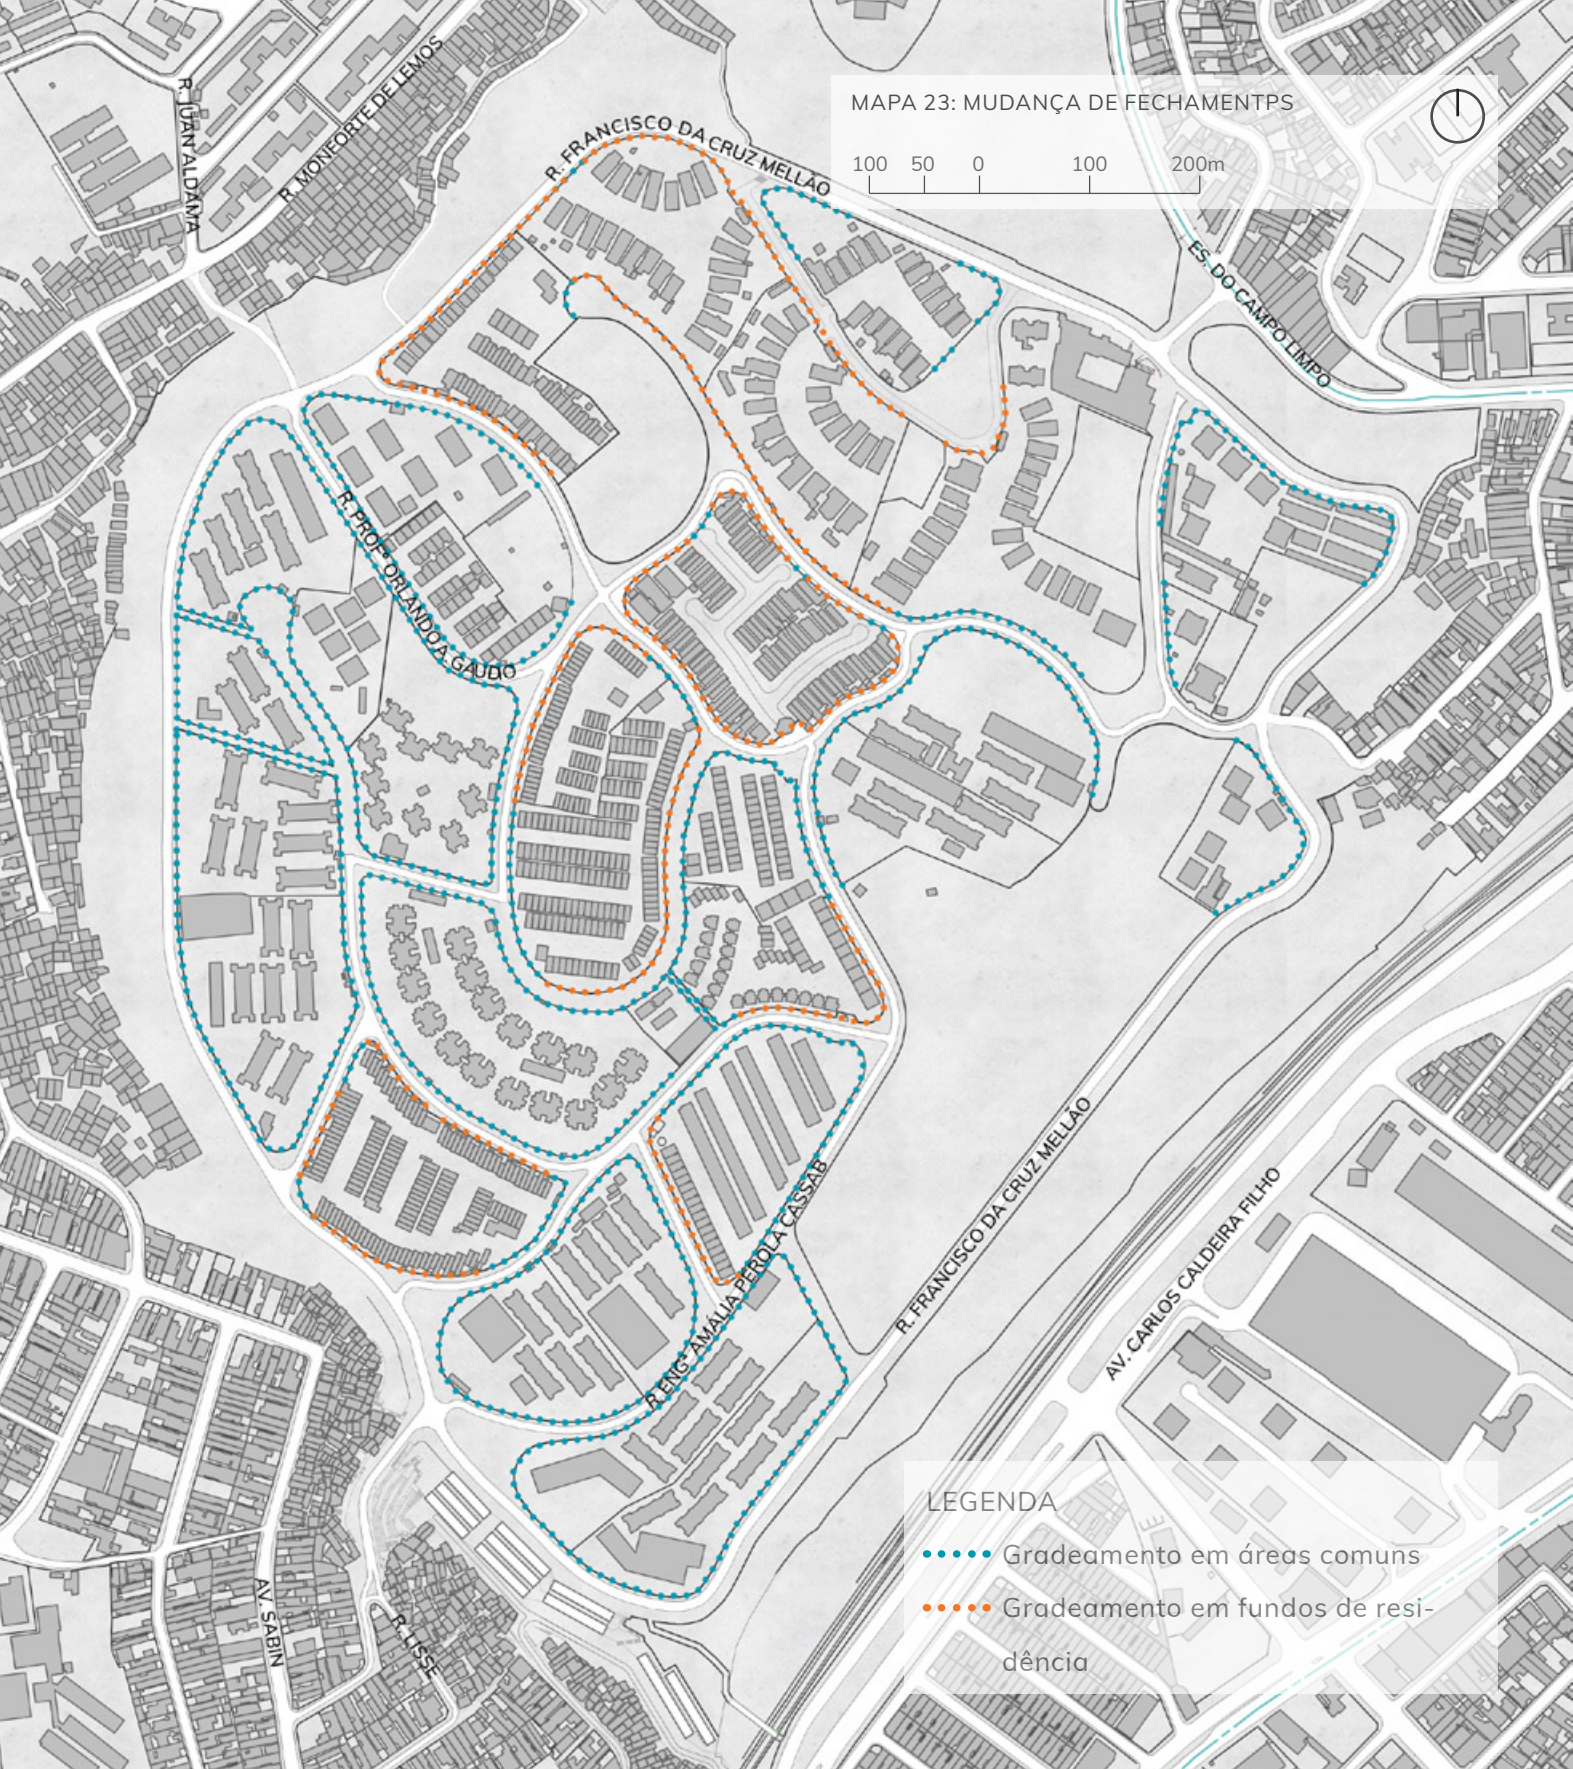 MAPA 23: MUDANÇA DE FECHAMENTPS
100 50 0 100 200m
R. JUAN ALDAMA
R. MONFORTE DE LEMOS
R. FRANCISCO DA CRUZ MELLÃO
ES. DO CAMPO LIMPO
R. PROFº ORLANDO A. GAUDO
R. ENGª AMÁLIA PÉROLA CASSAB
R. FRANCISCO DA CRUZ MELLÃO
AV. CARLOS CALDEIRA FILHO
AV. SABIN
R. LISSE
LEGENDA
Gradeamento em áreas comuns
Gradeamento em fundos de resi-
dência